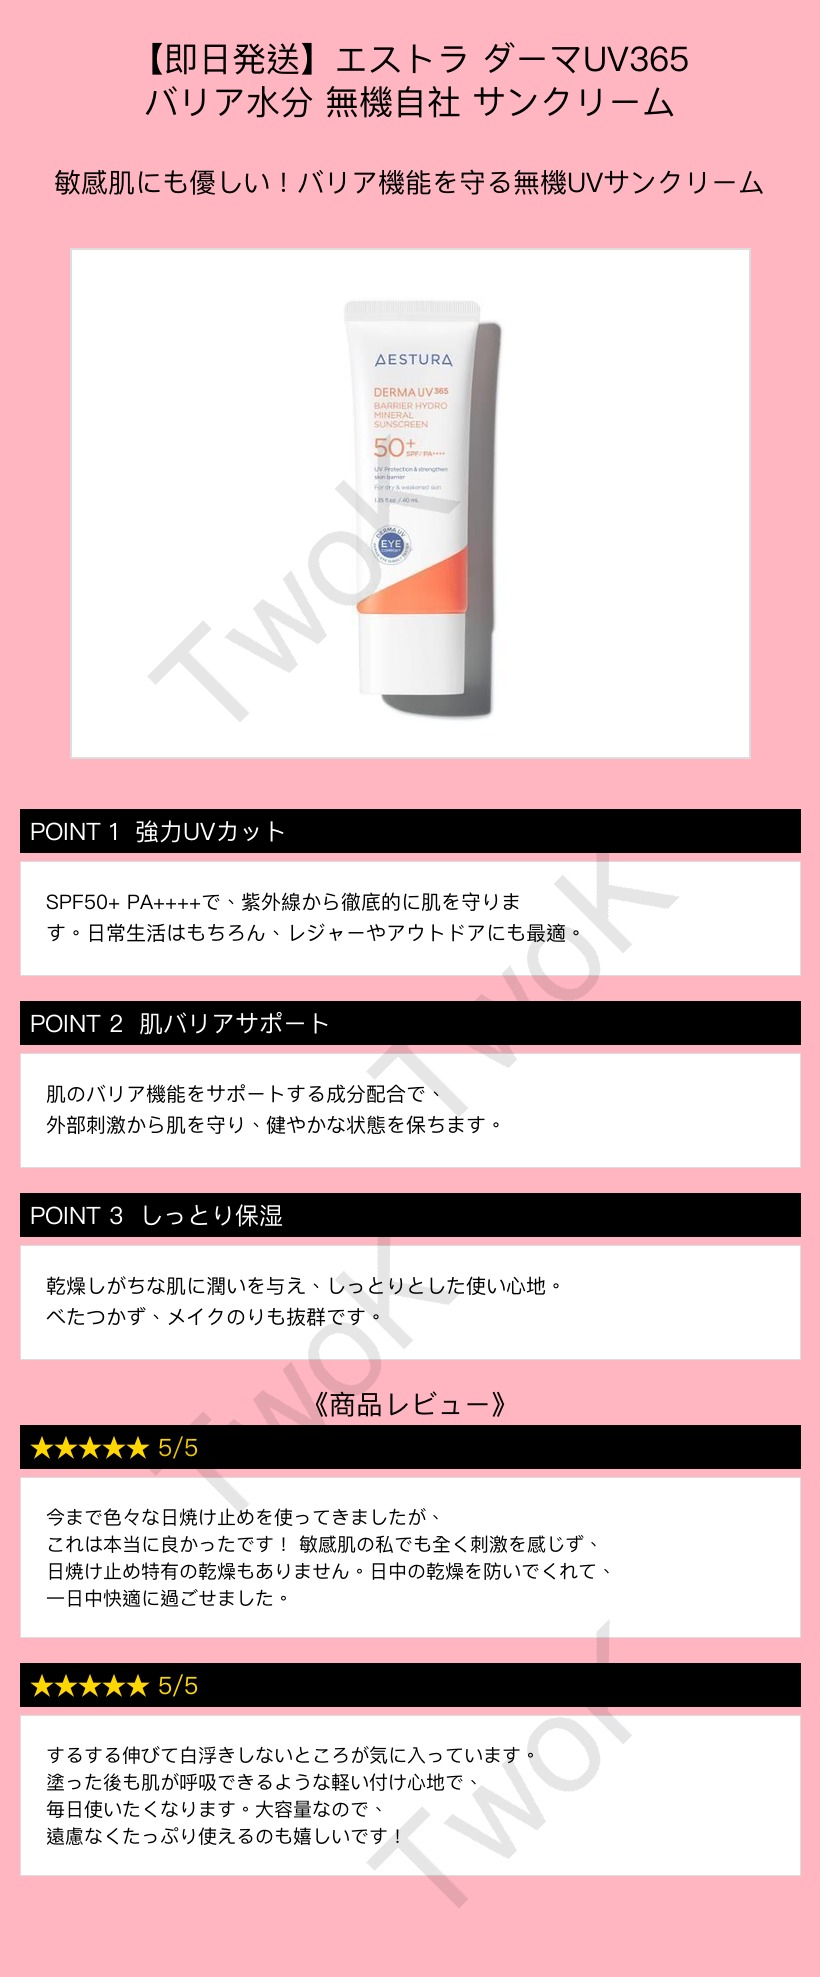 【即日発送】エストラ ダーマUV365
バリア水分 無機自社 サンクリーム
敏感肌にも優しい！バリア機能を守る無機UVサンクリーム
AESTURA
DERMA UV365
BARRIER HYDRO
MINERAL
SUNSCREEN
50+
SPF/ PA++++
UV Protection & strengthen
skin barrier
For dry & weakened skin
1.35 fl.oz. / 40 mL
DERMA UV
EYE
COMFORT
TwoK
POINT 1 強力UVカット
SPF50+ PA++++で、紫外線から徹底的に肌を守りま
す。日常生活はもちろん、レジャーやアウトドアにも最適。
TwoK
POINT 2 肌バリアサポート
肌のバリア機能をサポートする成分配合で、
外部刺激から肌を守り、健やかな状態を保ちます。
POINT 3 しっとり保湿
乾燥しがちな肌に潤いを与え、しっとりとした使い心地。
べたつかず、メイクのりも抜群です。
TwoK
《商品レビュー》
★★★★★ 5/5
今まで色々な日焼け止めを使ってきましたが、
これは本当に良かったです！ 敏感肌の私でも全く刺激を感じず、
日焼け止め特有の乾燥もありません。日中の乾燥を防いでくれて、
一日中快適に過ごせました。
★★★★★ 5/5
するする伸びて白浮きしないところが気に入っています。
塗った後も肌が呼吸できるような軽い付け心地で、
毎日使いたくなります。大容量なので、
遠慮なくたっぷり使えるのも嬉しいです！
TwoK